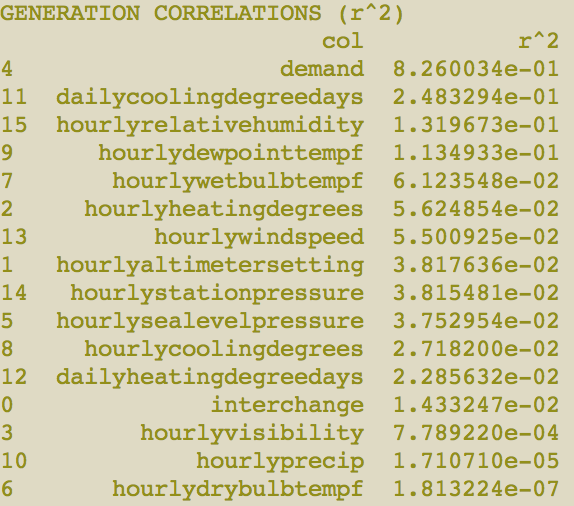 GENERATION CORRELATIONS (r^2)
col r^2
4 demand 8.260034e-01
11 dailycoolingdegreedays 2.483294e-01
15 hourlyrelativehumidity 1.319673e-01
9 hourlydewpointtempf 1.134933e-01
7 hourlywetbulbtempf 6.123548e-02
2 hourlyheatingdegrees 5.624854e-02
13 hourlywindspeed 5.500925e-02
1 hourlyaltimetersetting 3.817636e-02
14 hourlystationpressure 3.815481e-02
5 hourlysealevelpressure 3.752954e-02
8 hourlycoolingdegrees 2.718200e-02
12 dailyheatingdegreedays 2.285632e-02
0 interchange 1.433247e-02
3 hourlyvisibility 7.789220e-04
10 hourlyprecip 1.710710e-05
6 hourlydrybulbtempf 1.813224e-07